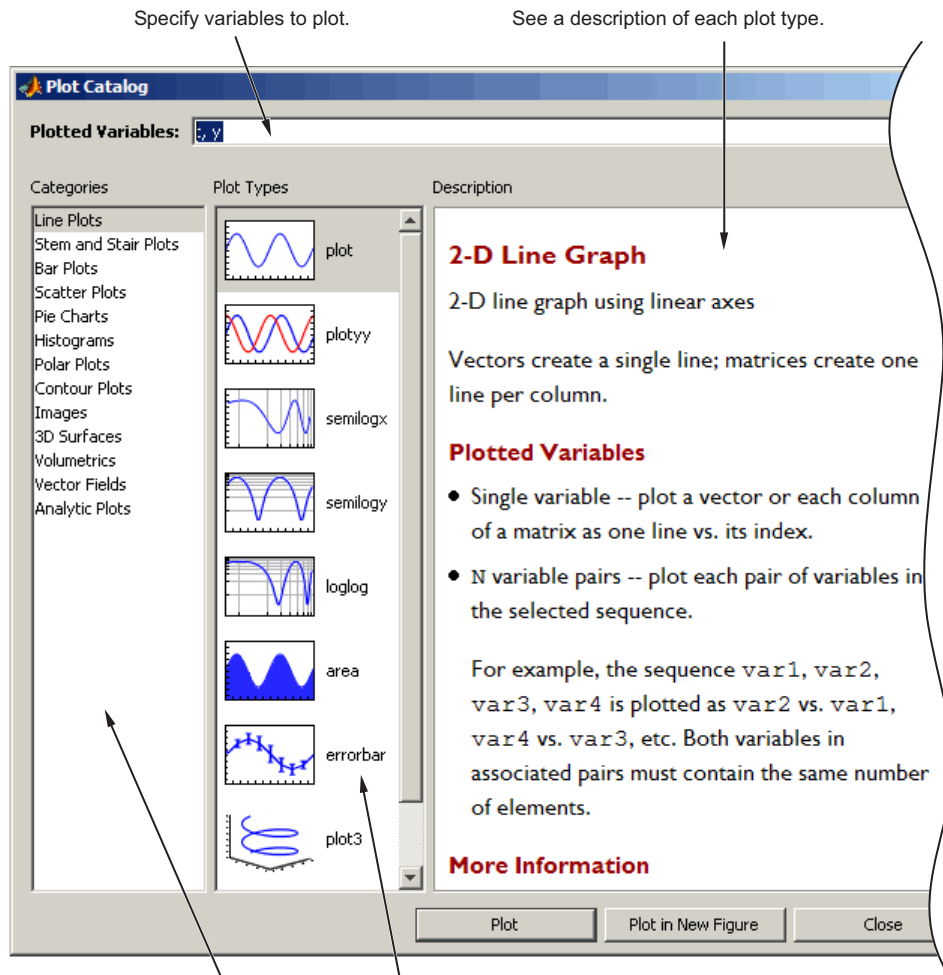 Specify variables to plot.
See a description of each plot type.
Plot Catalog
Plotted Variables:
, y
Categories
Plot Types
Description
Line Plots
Stem and Stair Plots
Bar Plots
Scatter Plots
Pie Charts
Histograms
Polar Plots
Contour Plots
Images
3D Surfaces
Volumetrics
Vector Fields
Analytic Plots
plot
plotyy
semilogx
semilogy
loglog
area
errorbar
plot3
2-D Line Graph
2-D line graph using linear axes
Vectors create a single line; matrices create one
line per column.
Plotted Variables
• Single variable -- plot a vector or each column
of a matrix as one line vs. its index.
• N variable pairs -- plot each pair of variables in
the selected sequence.
For example, the sequence var1, var2,
var3, var4 is plotted as var2 vs. var1,
var4 vs. var3, etc. Both variables in
associated pairs must contain the same number
of elements.
More Information
Plot
Plot in New Figure
Close